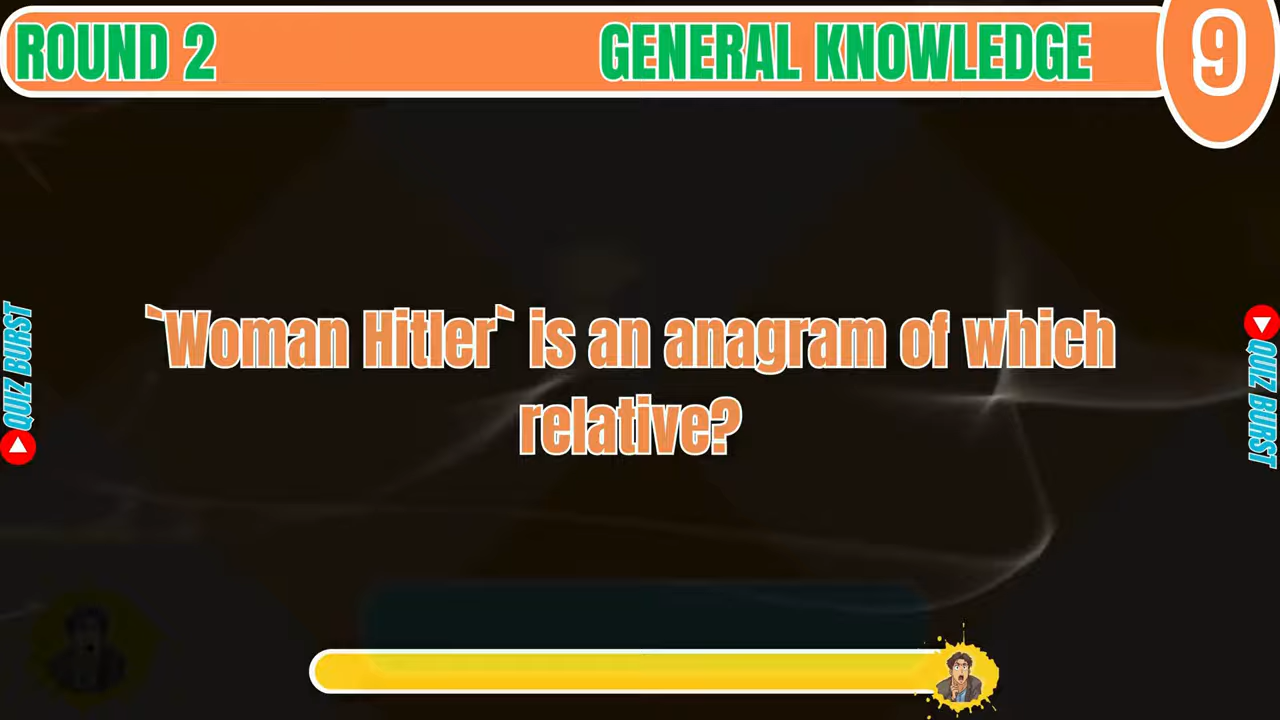 ROUND 2 GENERAL KNOWLEDGE 9
`Woman Hitler` is an anagram of which
relative?
QUIZ BURST
QUIZ BURST